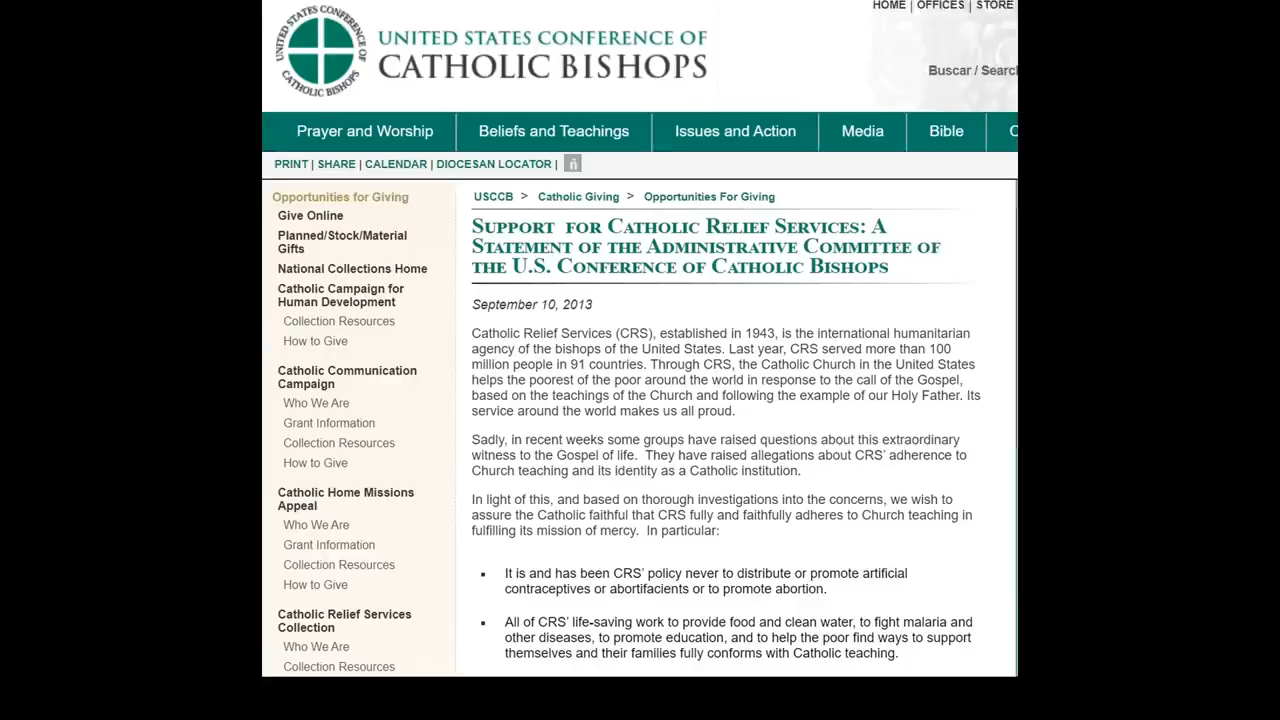 HOME | OFFICES | STORE
UNITED STATES CONFERENCE OF
CATHOLIC BISHOPS
UNITED STATES CONFERENCE OF CATHOLIC BISHOPS
Buscar / Search
Prayer and Worship
Beliefs and Teachings
Issues and Action
Media
Bible
PRINT | SHARE | CALENDAR | DIOCESAN LOCATOR | ñ
Opportunities for Giving
Give Online
Planned/Stock/Material
Gifts
National Collections Home
Catholic Campaign for
Human Development
Collection Resources
How to Give
Catholic Communication
Campaign
Who We Are
Grant Information
Collection Resources
How to Give
Catholic Home Missions
Appeal
Who We Are
Grant Information
Collection Resources
How to Give
Catholic Relief Services
Collection
Who We Are
Collection Resources
USCCB > Catholic Giving > Opportunities For Giving
Support for Catholic Relief Services: A
Statement of the Administrative Committee of
the U.S. Conference of Catholic Bishops
September 10, 2013
Catholic Relief Services (CRS), established in 1943, is the international humanitarian
agency of the bishops of the United States. Last year, CRS served more than 100
million people in 91 countries. Through CRS, the Catholic Church in the United States
helps the poorest of the poor around the world in response to the call of the Gospel,
based on the teachings of the Church and following the example of our Holy Father. Its
service around the world makes us all proud.
Sadly, in recent weeks some groups have raised questions about this extraordinary
witness to the Gospel of life. They have raised allegations about CRS' adherence to
Church teaching and its identity as a Catholic institution.
In light of this, and based on thorough investigations into the concerns, we wish to
assure the Catholic faithful that CRS fully and faithfully adheres to Church teaching in
fulfilling its mission of mercy. In particular:
▪ It is and has been CRS' policy never to distribute or promote artificial
contraceptives or abortifacients or to promote abortion.
▪ All of CRS' life-saving work to provide food and clean water, to fight malaria and
other diseases, to promote education, and to help the poor find ways to support
themselves and their families fully conforms with Catholic teaching.